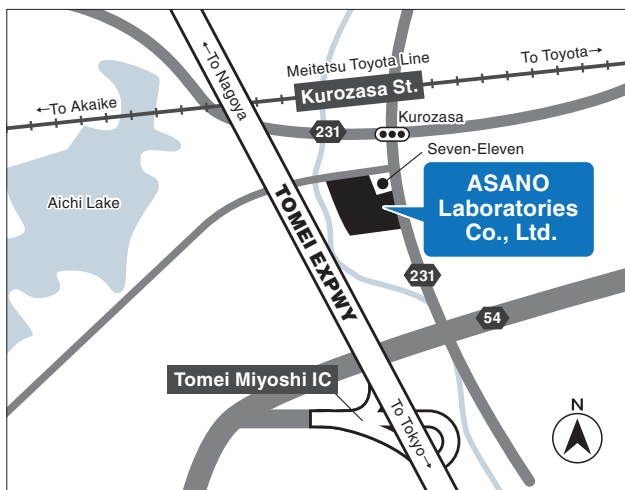 ←To Nagoya
Meitetsu Toyota Line
To Toyota→
Kurozasa St.
←To Akaike
Kurozasa
231
Seven-Eleven
Aichi Lake
ASANO
Laboratories
Co., Ltd.
TOMEI EXPWY
231
54
Tomei Miyoshi IC
To Tokyo→
N